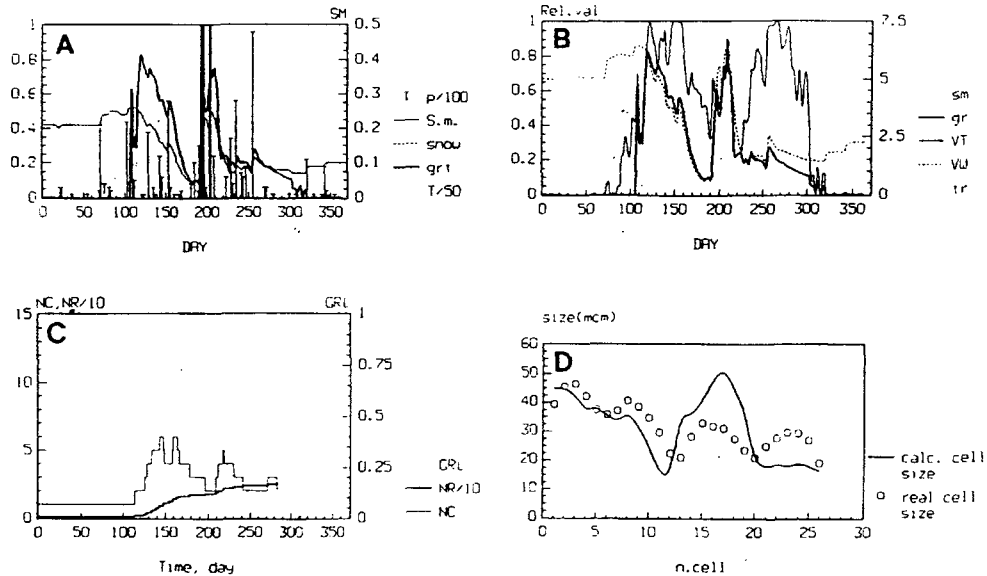 SM
A
1
0.8
0.6
0.4
0.2
0
0.5
0.4
0.3
0.2
0.1
0
0 50 100 150 200 250 300 350
DAY
I p/100
S.m.
snow
grt
T/50
Rel.val
B
1
0.8
0.6
0.4
0.2
0
7.5
5
2.5
0
0 50 100 150 200 250 300 350
DAY
sm
gr
VT
VW
tr
NC,NR/10
GRL
C
15
10
5
0
1
0.75
0.5
0.25
0
0 50 100 150 200 250 300 350
Time, day
GRL
NR/10
NC
size(mcm)
D
60
50
40
30
20
10
0
0 5 10 15 20 25 30
n.cell
calc. cell
size
real cell
size